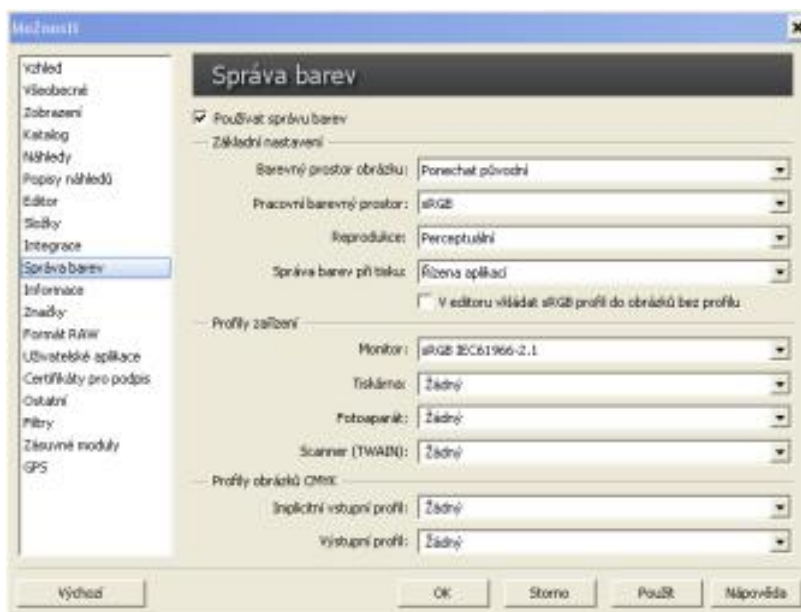 Možnosti
Vzhled
Všeobecné
Zobrazení
Katalog
Náhledy
Popisy náhledů
Editor
Složky
Integrace
Správa barev
Informace
Značky
Formát RAW
Uživatelské aplikace
Certifikáty pro podpis
Ostatní
Filtry
Zásuvné moduly
GPS
Správa barev
Používat správu barev
Základní nastavení
Barevný prostor obrázku: Ponechat původní
Pracovní barevný prostor: sRGB
Reprodukce: Perceptuální
Správa barev při tisku: Řízena aplikací
V editoru vkládat sRGB profil do obrázků bez profilu
Profily zařízení
Monitor: sRGB IEC61966-2.1
Tiskárna: Žádný
Fotoaparát: Žádný
Scanner (TWAIN): Žádný
Profily obrázků CMYK
Implicitní vstupní profil: Žádný
Výstupní profil: Žádný
Výchozí OK Storno Použít Nápověda